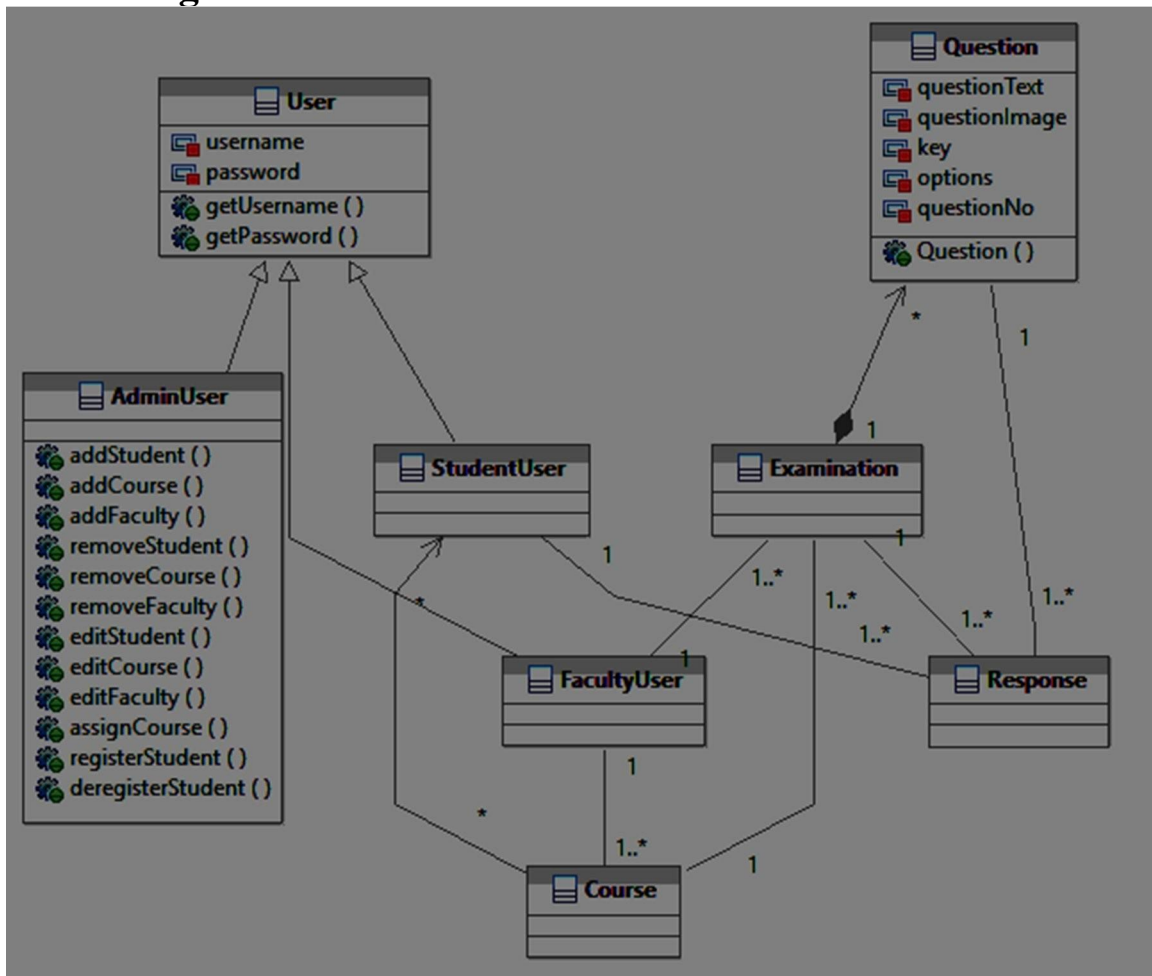 User
username
password
getUsername ( )
getPassword ( )
Question
questionText
questionImage
key
options
questionNo
Question ( )
*
1
1
AdminUser
addStudent ( )
addCourse ( )
addFaculty ( )
removeStudent ( )
removeCourse ( )
removeFaculty ( )
editStudent ( )
editCourse ( )
editFaculty ( )
assignCourse ( )
registerStudent ( )
deregisterStudent ( )
StudentUser
Examination
1
1
1..*
1..*
*
1..*
1..*
1..*
1
FacultyUser
Response
1
*
1..*
1
Course